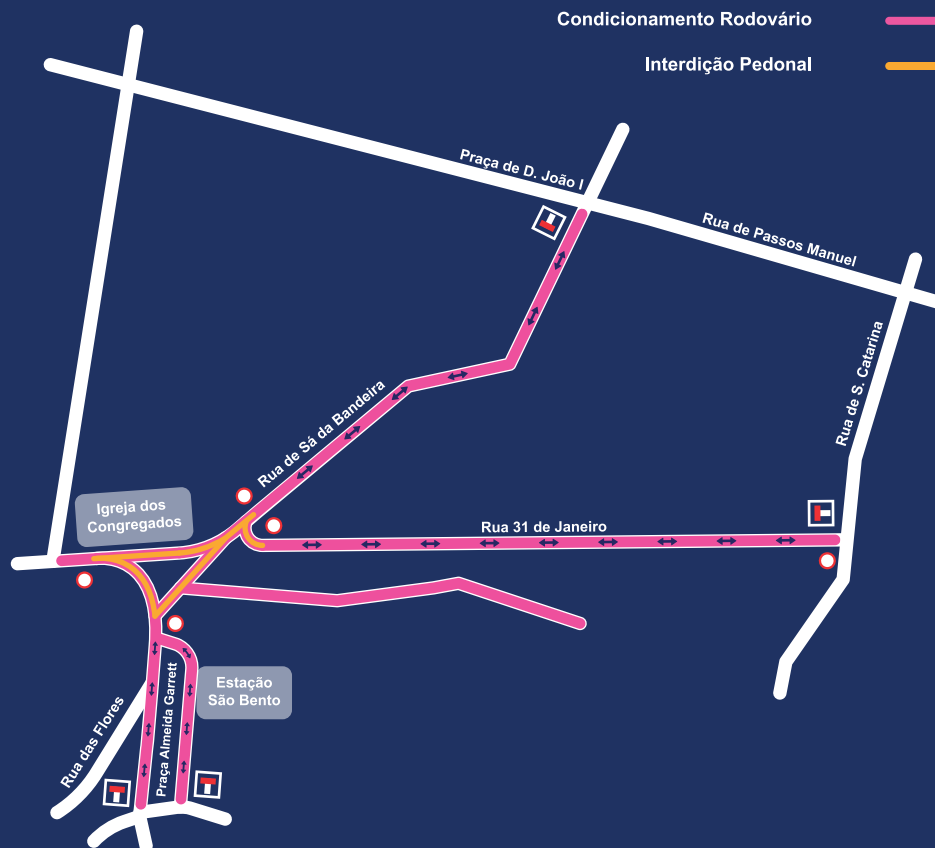 Condicionamento Rodovário
Interdição Pedonal
Praça de D. João I
Rua de Passos Manuel
Rua de S. Catarina
Rua de Sá da Bandeira
Igreja dos
Congregados
Rua 31 de Janeiro
Estação
São Bento
Praça Almeida Garrett
Rua das Flores